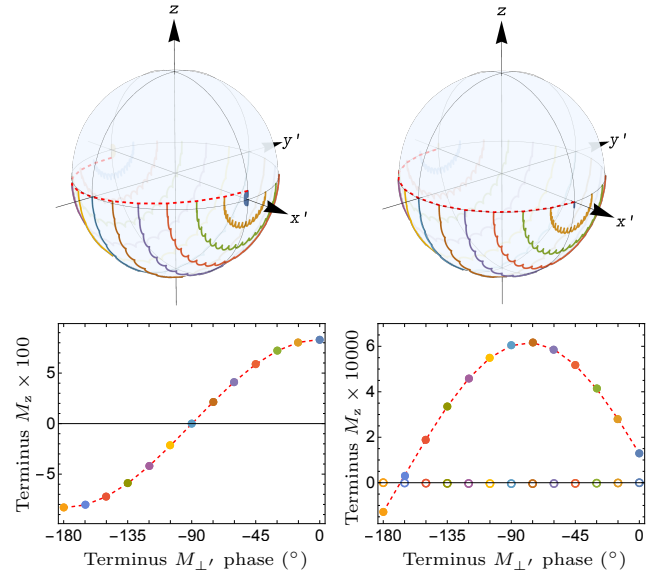 z
z
y'
y'
x'
x'
Terminus M_z × 100
5
0
−5
−180 −135 −90 −45 0
Terminus M_⊥′ phase (°)
Terminus M_z × 10000
6
4
2
0
−180 −135 −90 −45 0
Terminus M_⊥′ phase (°)